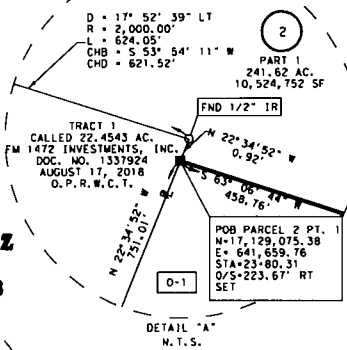 D = 17° 52' 39" LT
R = 2,000.00'
L = 624.05'
CHB = S 53° 54' 11" W
CHD = 621.52'
2
PART 1
241.62 AC.
10,524,752 SF
FND 1/2" IR
TRACT 1
CALLED 22.4543 AC.
FM 1472 INVESTMENTS, INC.
DOC. NO. 1337924
AUGUST 17, 2018
O.P.R.W.C.T.
N 22°34'52" W
0.92'
S 63° 06' 44" W
458.76'
N 22°34'52" W
751.01'
POB PARCEL 2 PT. 1
N=17,129,075.38
E= 641,659.76
STA=23+80.31
O/S=223.67' RT
SET
O-1
DETAIL "A"
N.T.S.